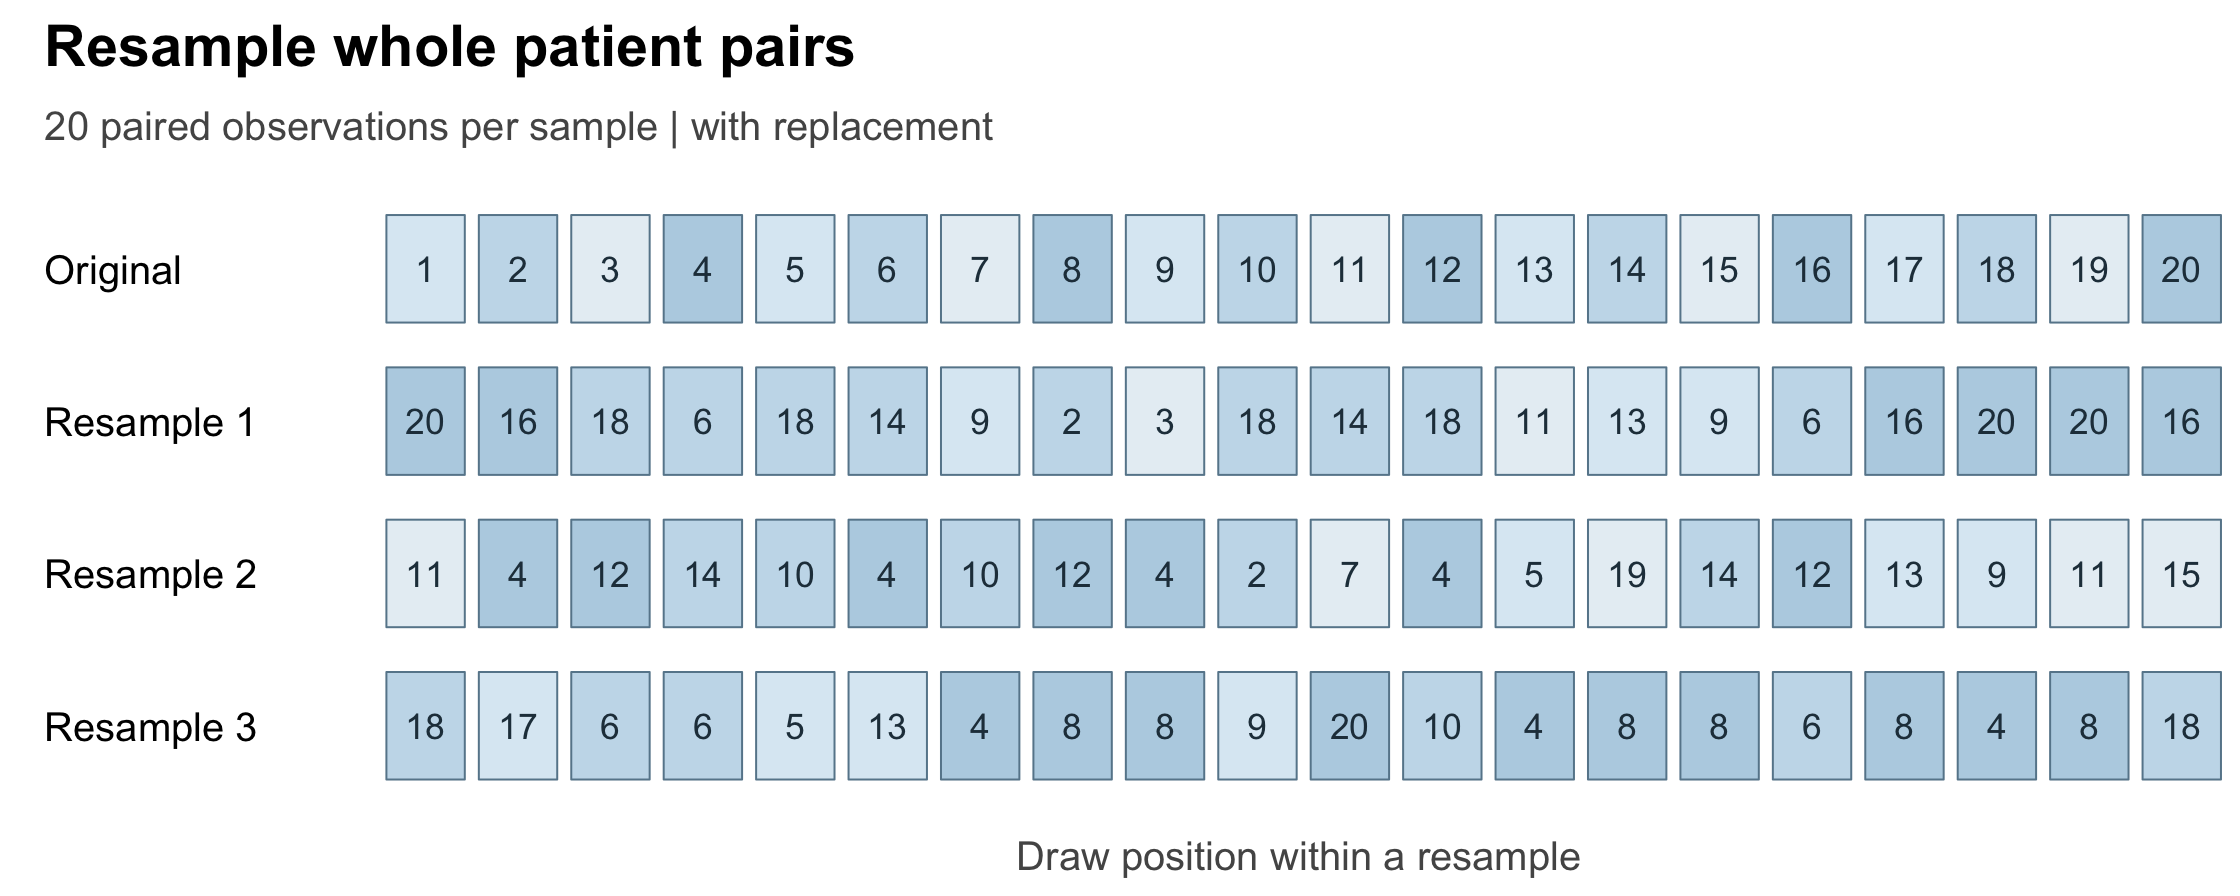 Resample whole patient pairs
20 paired observations per sample | with replacement
Original 1 2 3 4 5 6 7 8 9 10 11 12 13 14 15 16 17 18 19 20
Resample 1 20 16 18 6 18 14 9 2 3 18 14 18 11 13 9 6 16 20 20 16
Resample 2 11 4 12 14 10 4 10 12 4 2 7 4 5 19 14 12 13 9 11 15
Resample 3 18 17 6 6 5 13 4 8 8 9 20 10 4 8 8 6 8 4 8 18
Draw position within a resample